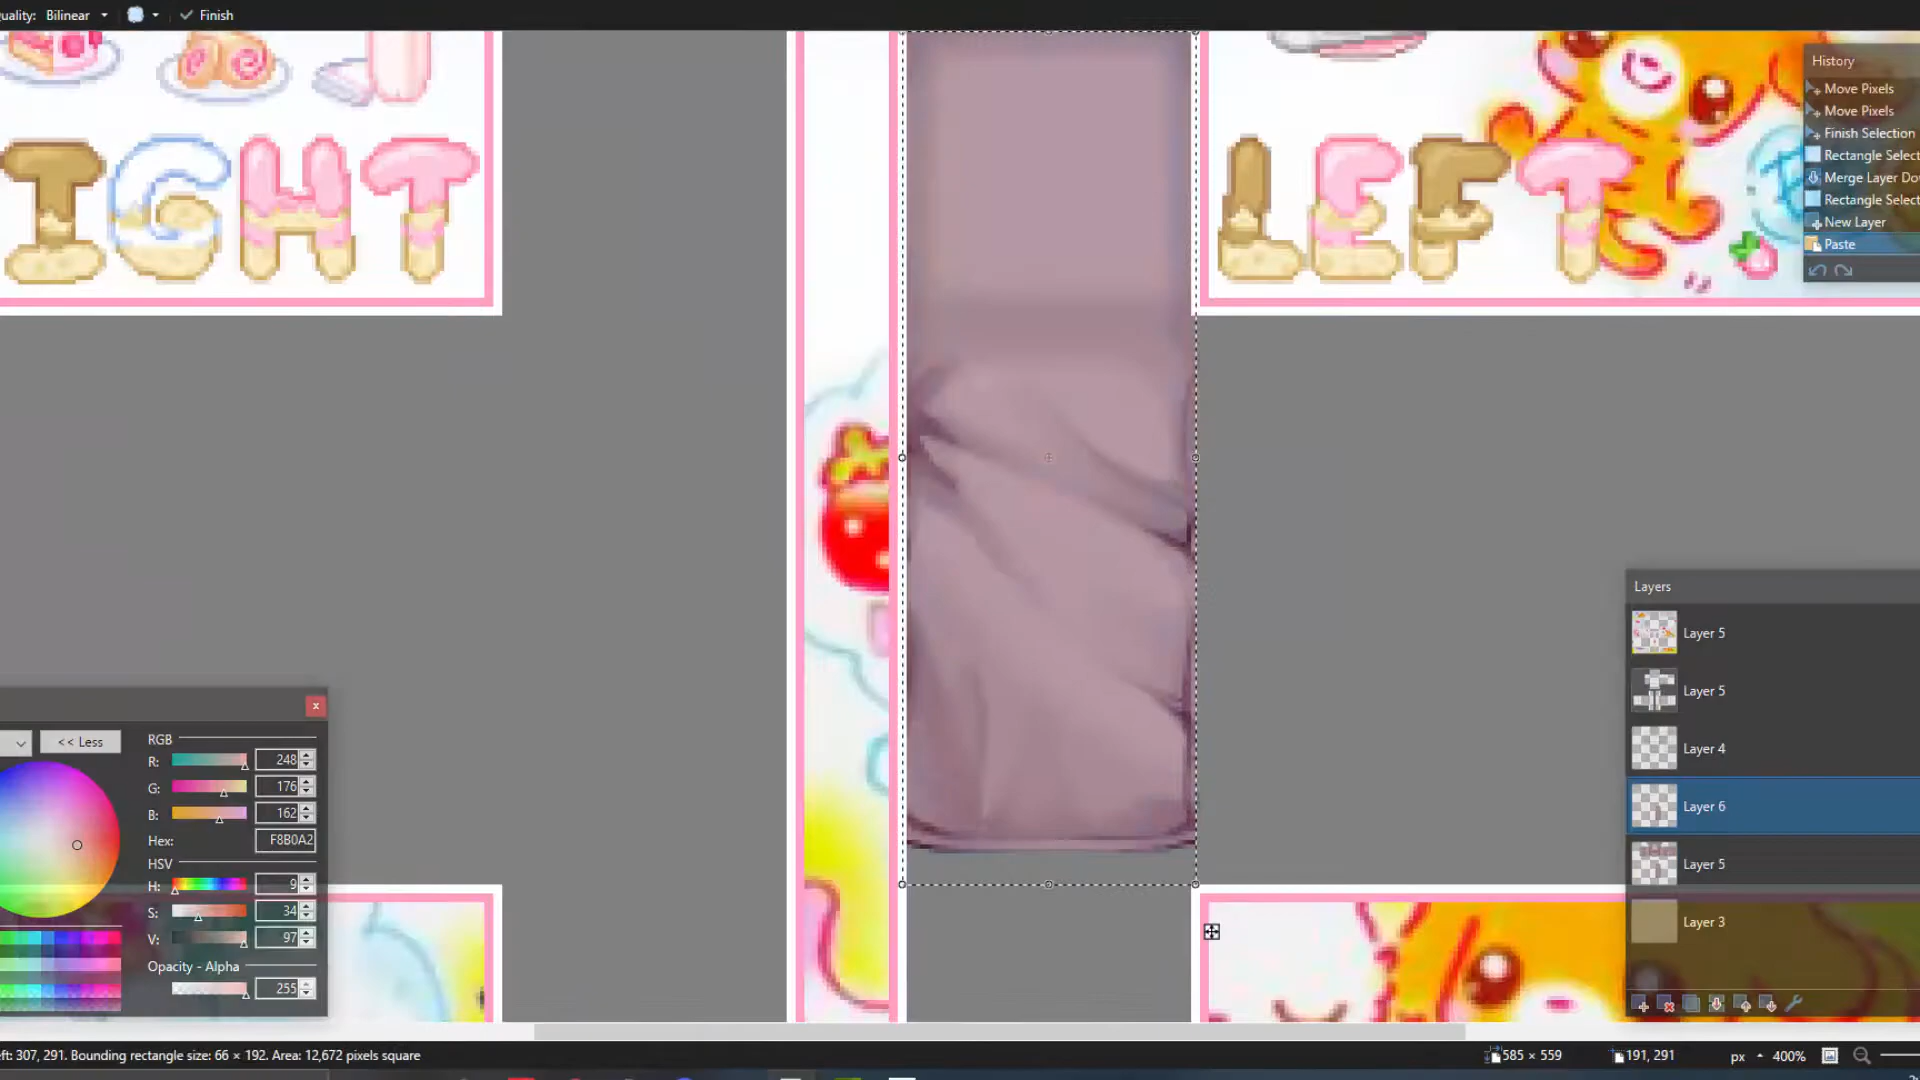 uality: Bilinear Finish
History
Move Pixels
Move Pixels
Finish Selection
Rectangle Select
Merge Layer Do
Rectangle Select
New Layer
Paste
IGHT
LEFT
Layers
Layer 5
Layer 5
Layer 4
Layer 6
Layer 5
Layer 3
<< Less
RGB
R: 248
G: 176
B: 162
Hex: F8B0A2
HSV
H: 9
S: 34
V: 97
Opacity - Alpha
255
eft: 307, 291. Bounding rectangle size: 66 × 192. Area: 12,672 pixels square
585 × 559
191, 291
px
400%